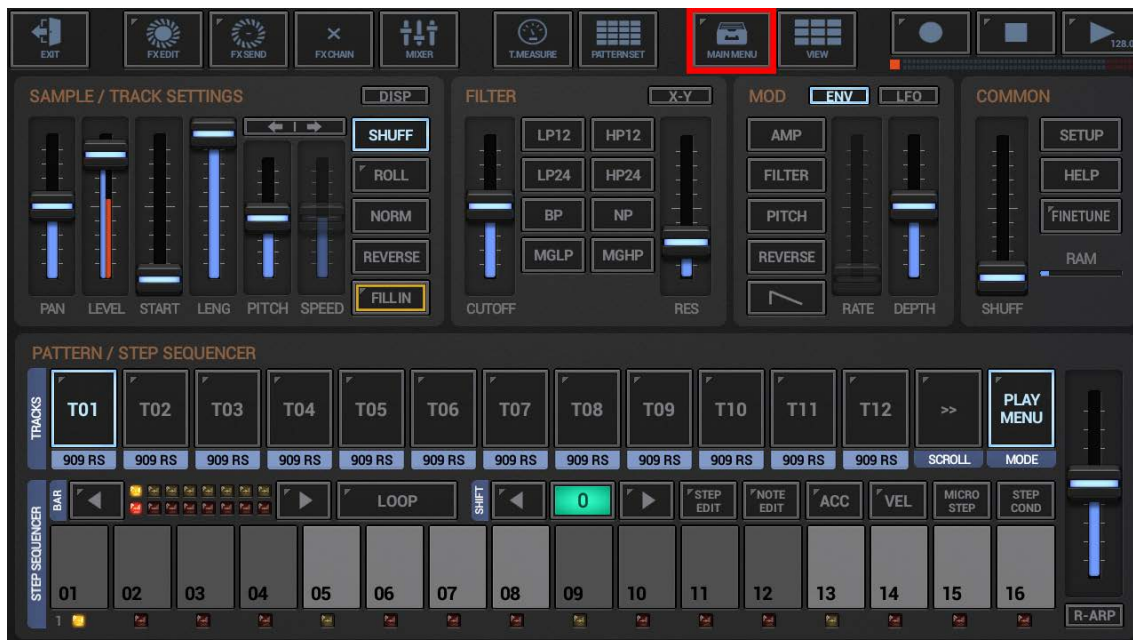 EXIT
FX EDIT
FX SEND
FX CHAIN
MIXER
T.MEASURE
PATTERN SET
MAIN MENU
VIEW
128.0
SAMPLE / TRACK SETTINGS
DISP
SHUFF
ROLL
NORM
REVERSE
FILL IN
PAN LEVEL START LENG PITCH SPEED
FILTER
X-Y
LP12 HP12
LP24 HP24
BP NP
MGLP MGHP
CUTOFF RES
MOD ENV LFO
AMP
FILTER
PITCH
REVERSE
RATE DEPTH
COMMON
SETUP
HELP
FINETUNE
RAM
SHUFF
PATTERN / STEP SEQUENCER
TRACKS
T01 T02 T03 T04 T05 T06 T07 T08 T09 T10 T11 T12 >> PLAY
MENU
909 RS 909 RS 909 RS 909 RS 909 RS 909 RS 909 RS 909 RS 909 RS 909 RS 909 RS 909 RS SCROLL MODE
STEP SEQUENCER
BAR
LOOP
SHIFT
0
STEP
EDIT
NOTE
EDIT
ACC
VEL
MICRO
STEP
STEP
COND
01 02 03 04 05 06 07 08 09 10 11 12 13 14 15 16
1
R-ARP